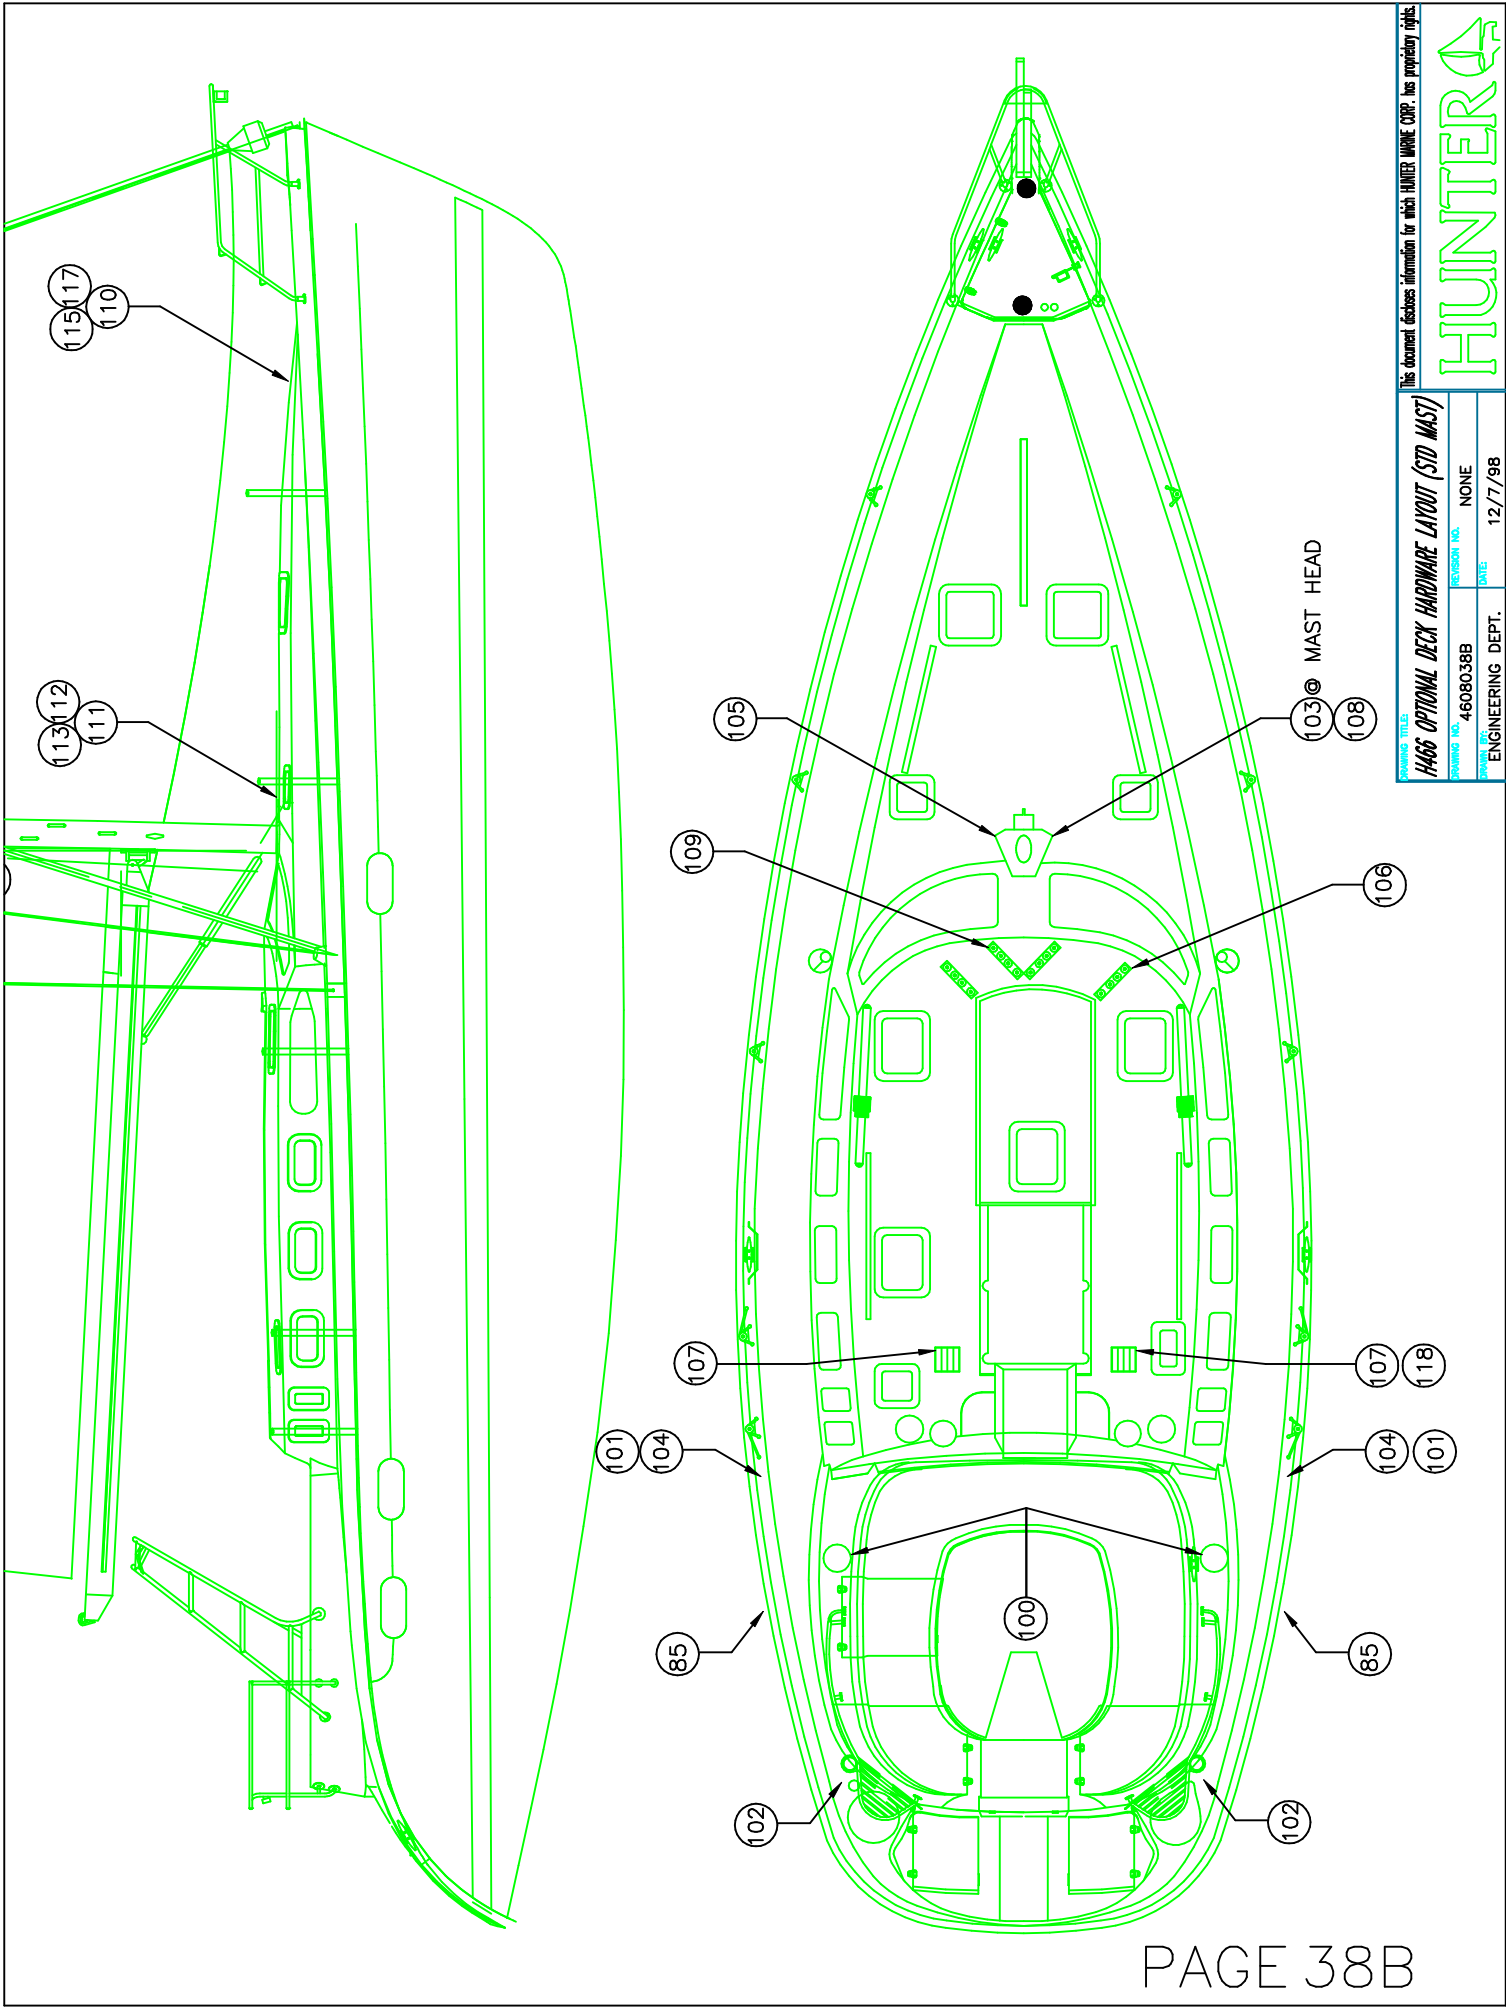 117
115
110
112
113
111
105
103 @ MAST HEAD
108
109
106
107
107 118
101
104
104 101
100
85
85
102
102
This document discloses information for which HUNTER MARINE CORP. has proprietary rights.
HUNTER
DRAWING TITLE:
H466 OPTIONAL DECK HARDWARE LAYOUT (STD MAST)
DRAWING NO. 4608038B
REVISION NO. NONE
DRAWN BY: ENGINEERING DEPT.
DATE: 12/7/98
PAGE 38B